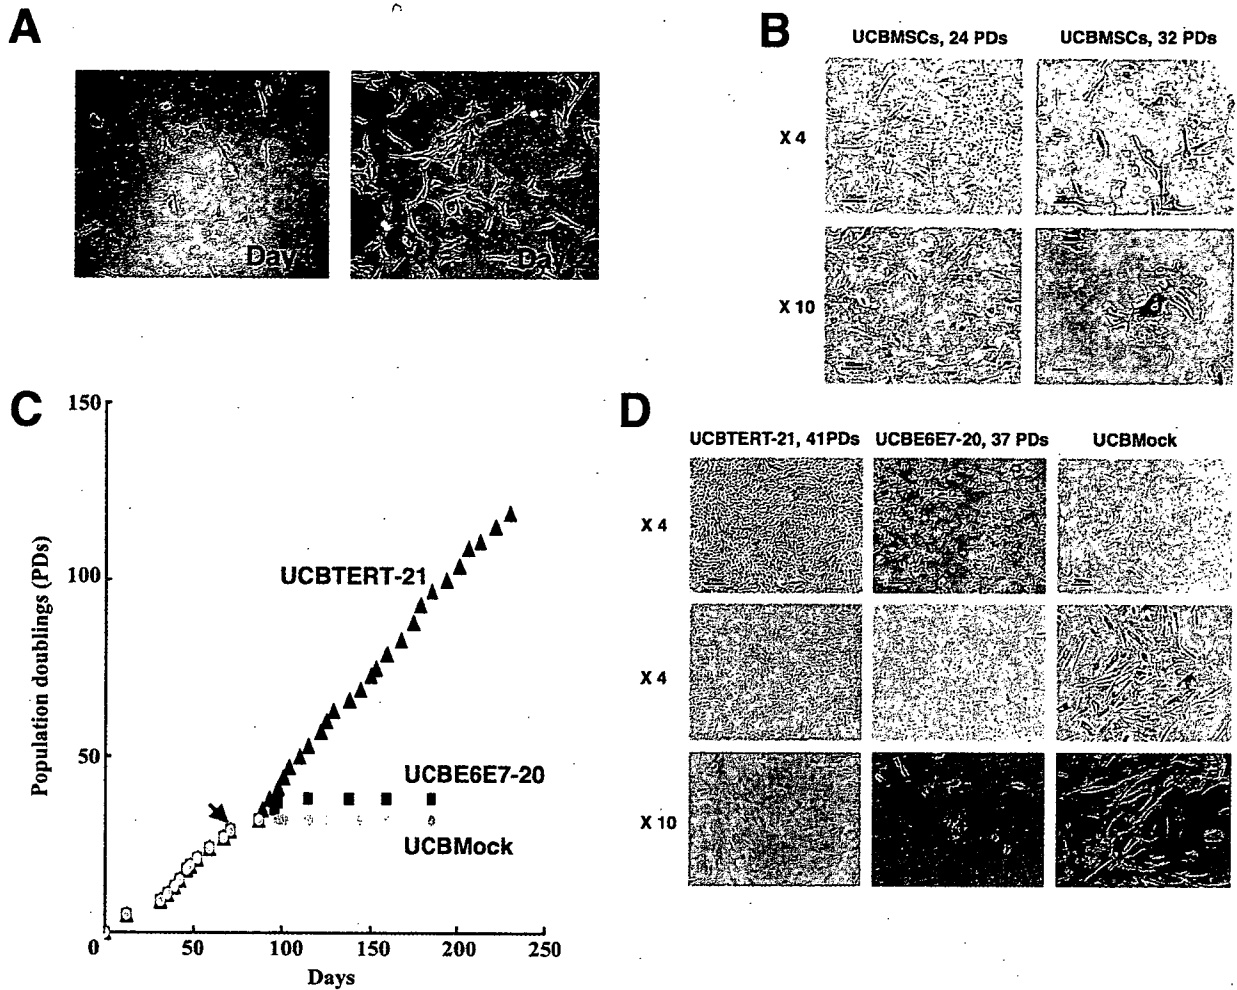 A
Day
Day
B
UCBMSCs, 24 PDs
UCBMSCs, 32 PDs
X 4
X 10
C
150
100
50
0
50
100
150
200
250
Population doublings (PDs)
Days
UCBTERT-21
UCBE6E7-20
UCBMock
D
UCBTERT-21, 41PDs
UCBE6E7-20, 37 PDs
UCBMock
X 4
X 4
X 10